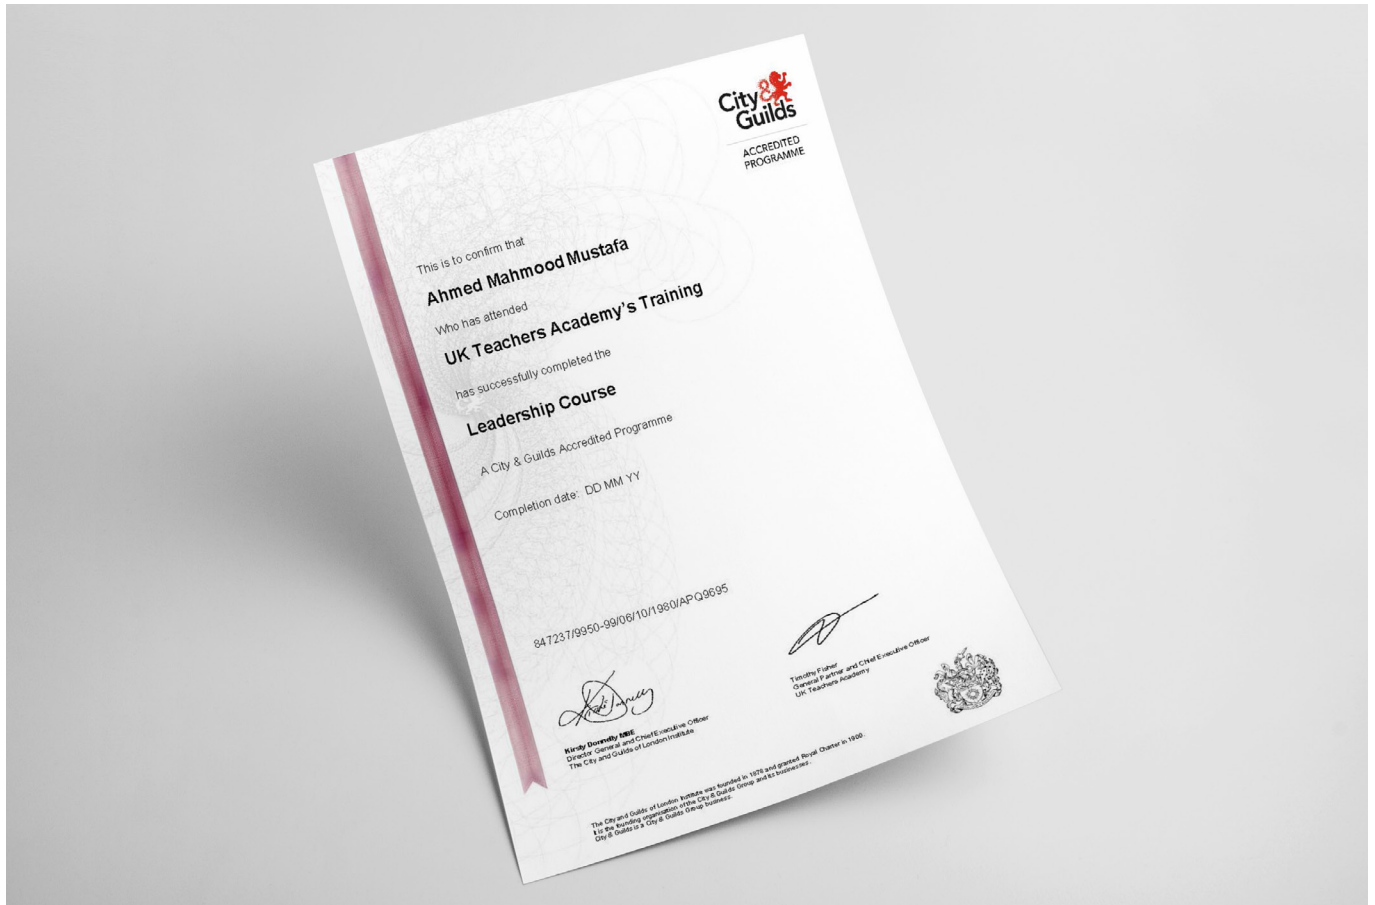 City & Guilds
ACCREDITED
PROGRAMME
This is to confirm that
Ahmed Mahmood Mustafa
Who has attended
UK Teachers Academy's Training
has successfully completed the
Leadership Course
A City & Guilds Accredited Programme
Completion date: DD MM YY
847237/9950-99/06/10/1980/APQ9695
Timothy Fisher
General Partner and Chief Executive Officer
UK Teachers Academy
Kirsty Donnelly MBE
Director General and Chief Executive Officer
The City and Guilds of London Institute
The City and Guilds of London Institute was founded in 1878 and granted Royal Charter in 1900.
It is the founding organisation of the City & Guilds Group and its businesses.
City & Guilds is a City & Guilds Group business.